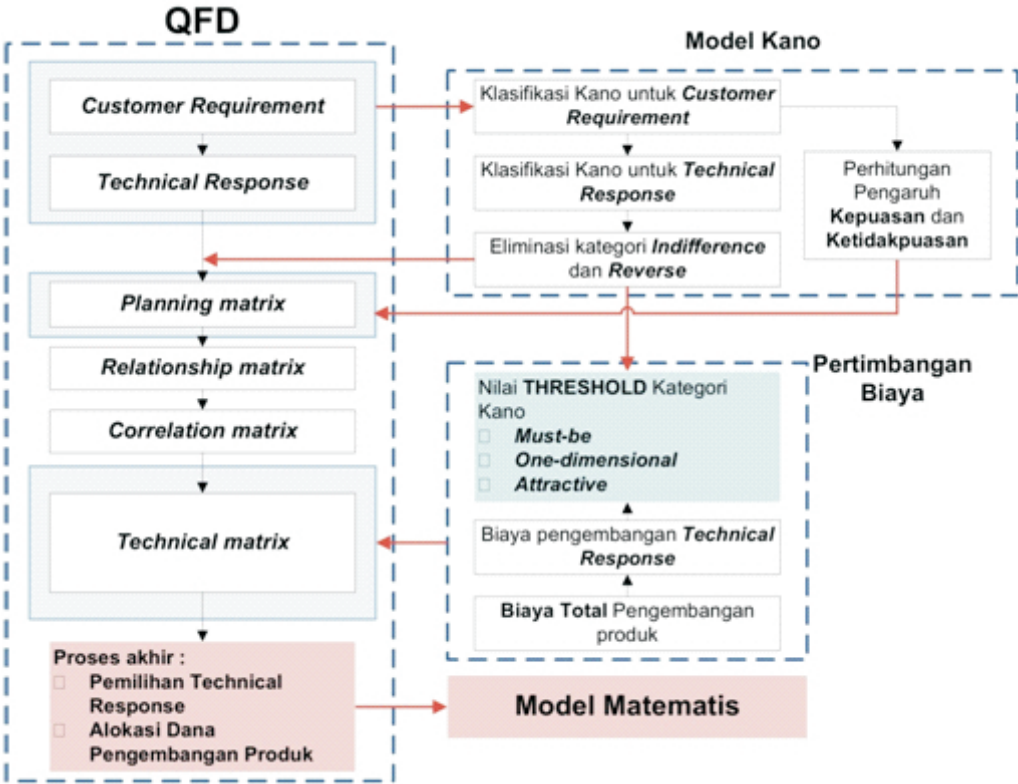 QFD
Customer Requirement
Technical Response
Planning matrix
Relationship matrix
Correlation matrix
Technical matrix
Proses akhir :
Pemilihan Technical
Response
Alokasi Dana
Pengembangan Produk
Model Kano
Klasifikasi Kano untuk Customer
Requirement
Klasifikasi Kano untuk Technical
Response
Eliminasi kategori Indifference
dan Reverse
Perhitungan
Pengaruh
Kepuasan dan
Ketidakpuasan
Pertimbangan
Biaya
Nilai THRESHOLD Kategori
Kano
Must-be
One-dimensional
Attractive
Biaya pengembangan Technical
Response
Biaya Total Pengembangan
produk
Model Matematis